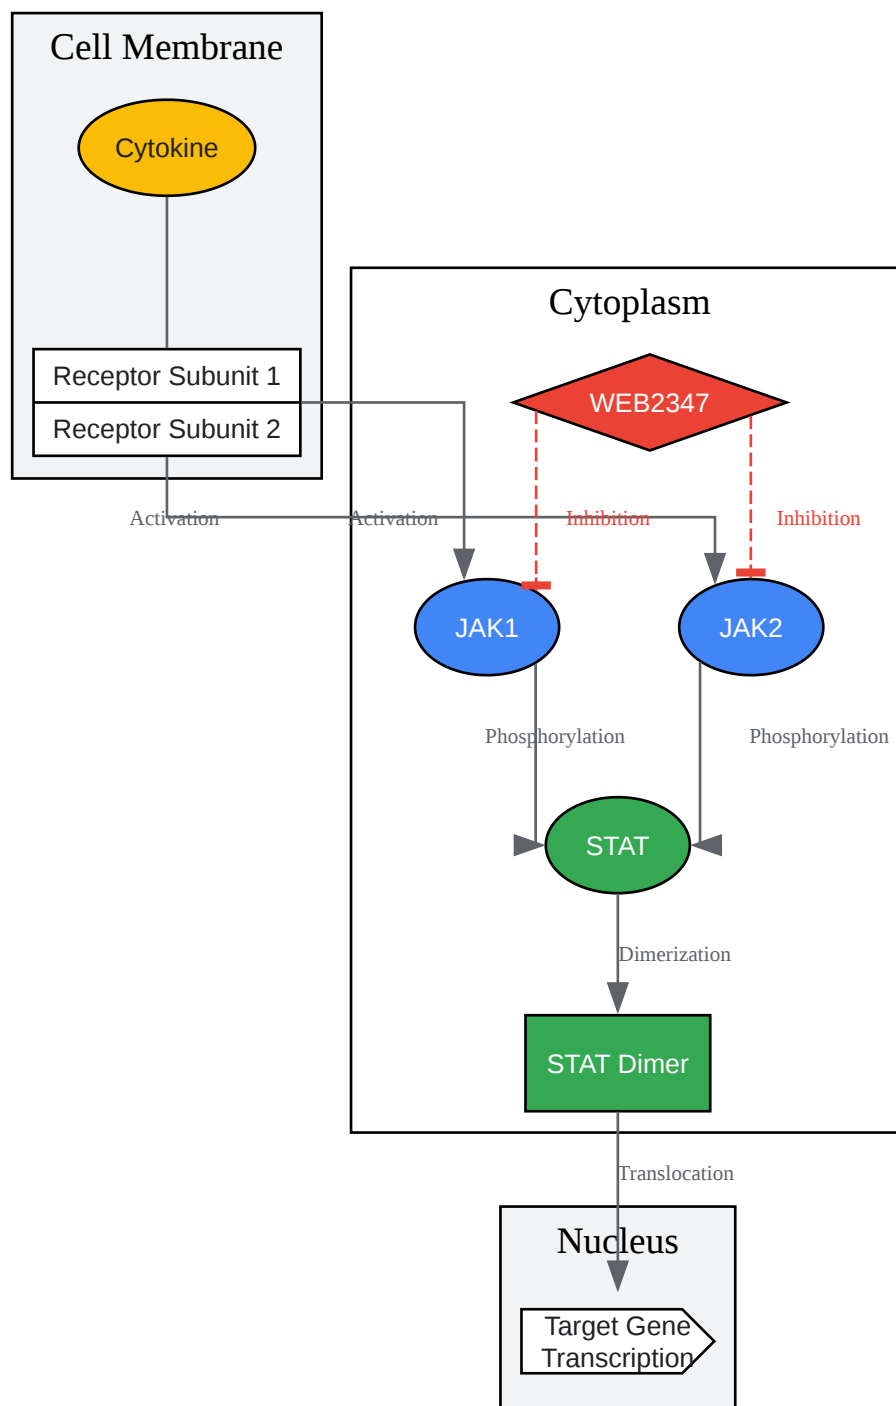 Cell Membrane
Cytokine
Cytoplasm
Receptor Subunit 1
WEB2347
Receptor Subunit 2
Activation
Activation
Inhibition
Inhibition
JAK1
JAK2
Phosphorylation
Phosphorylation
STAT
Dimerization
STAT Dimer
Translocation
Nucleus
Target Gene
Transcription